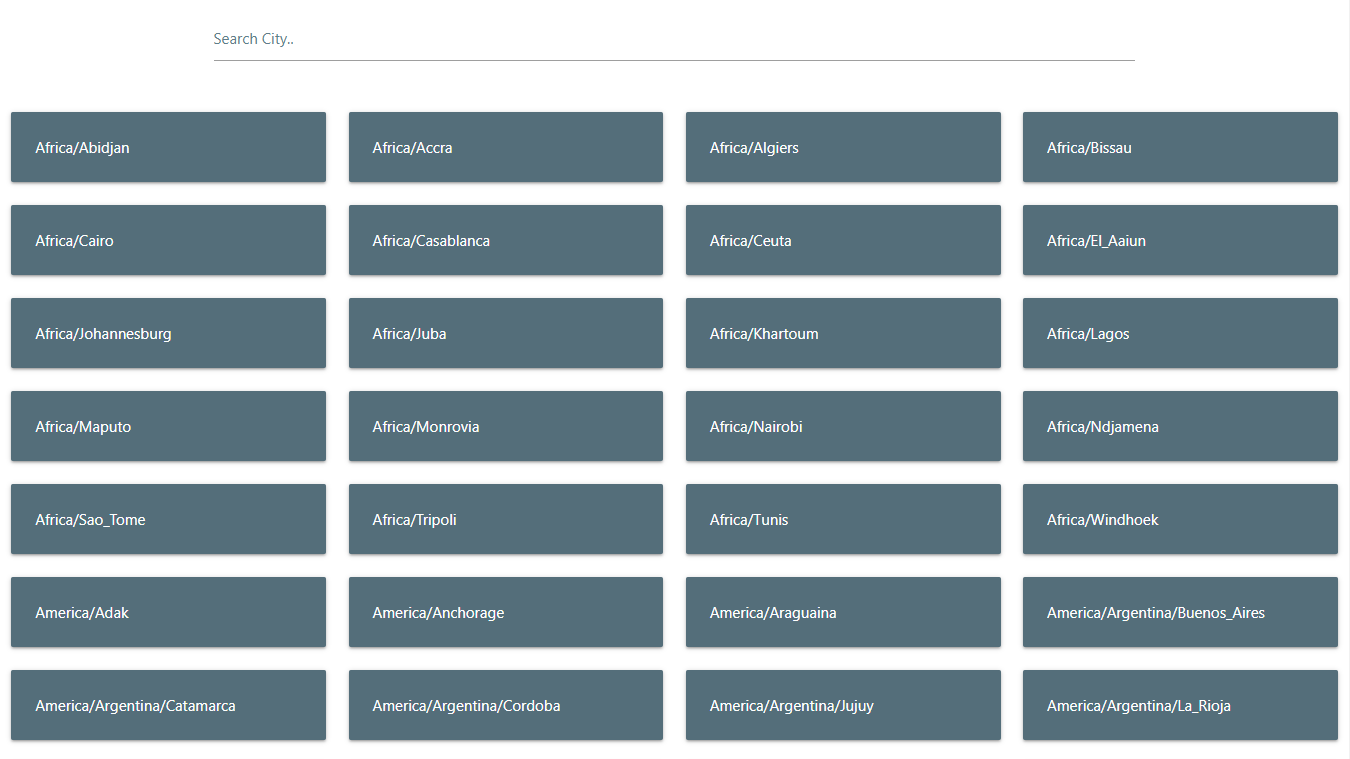 Search City..
Africa/Abidjan
Africa/Accra
Africa/Algiers
Africa/Bissau
Africa/Cairo
Africa/Casablanca
Africa/Ceuta
Africa/El_Aaiun
Africa/Johannesburg
Africa/Juba
Africa/Khartoum
Africa/Lagos
Africa/Maputo
Africa/Monrovia
Africa/Nairobi
Africa/Ndjamena
Africa/Sao_Tome
Africa/Tripoli
Africa/Tunis
Africa/Windhoek
America/Adak
America/Anchorage
America/Araguaina
America/Argentina/Buenos_Aires
America/Argentina/Catamarca
America/Argentina/Cordoba
America/Argentina/Jujuy
America/Argentina/La_Rioja